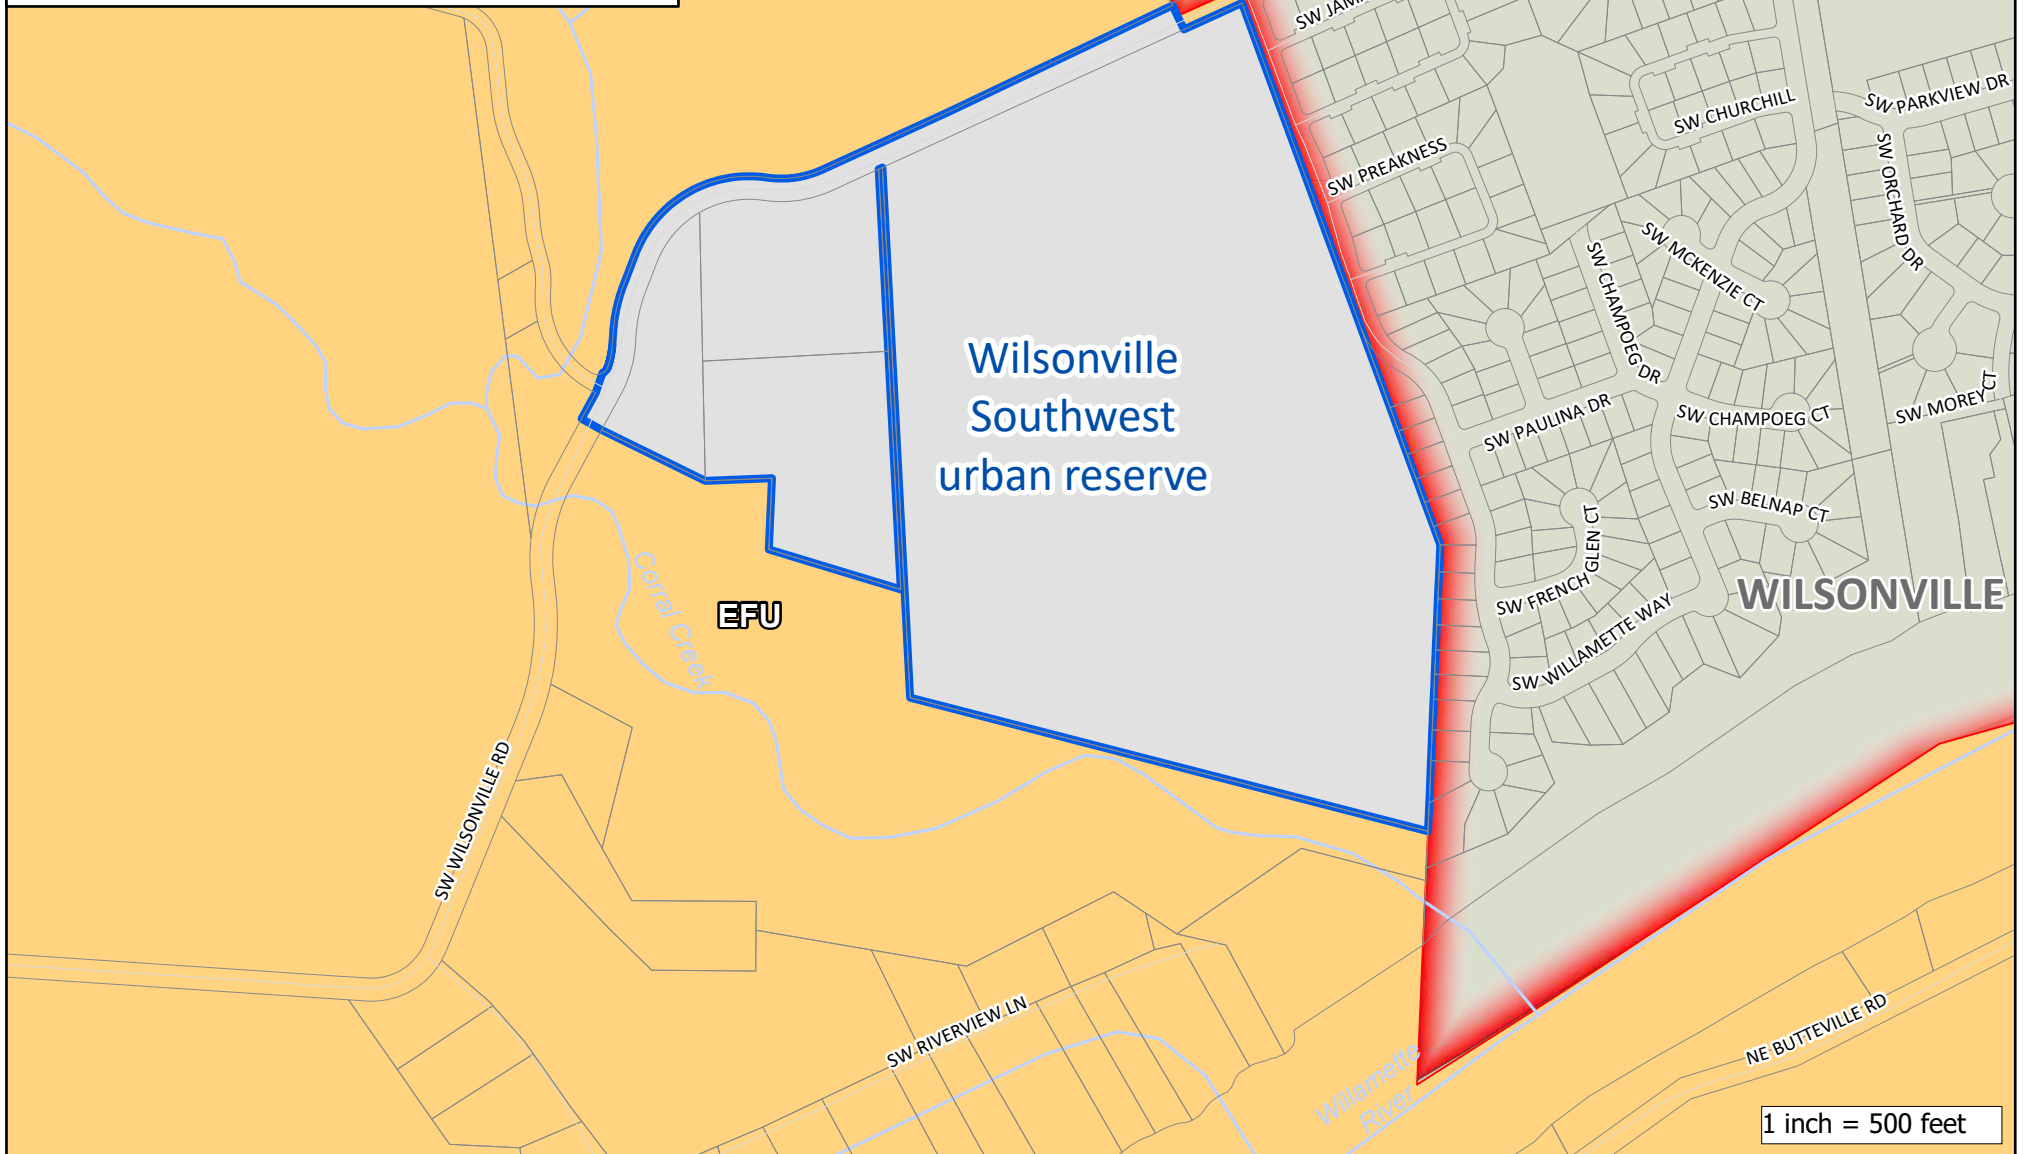 SW PARKVIEW DR
SW CHURCHILL
SW ORCHARD DR
SW PREAKNESS
SW MCKENZIE CT
SW CHAMPOEG DR
Wilsonville
Southwest
urban reserve
SW PAULINA DR
SW CHAMPOEG CT
SW MOREY CT
SW BELNAP CT
SW FRENCH GLEN CT
WILSONVILLE
SW WILLAMETTE WAY
Corral Creek
EFU
SW WILSONVILLE RD
SW RIVERVIEW LN
NE BUTTEVILLE RD
Willamette
River
1 inch = 500 feet